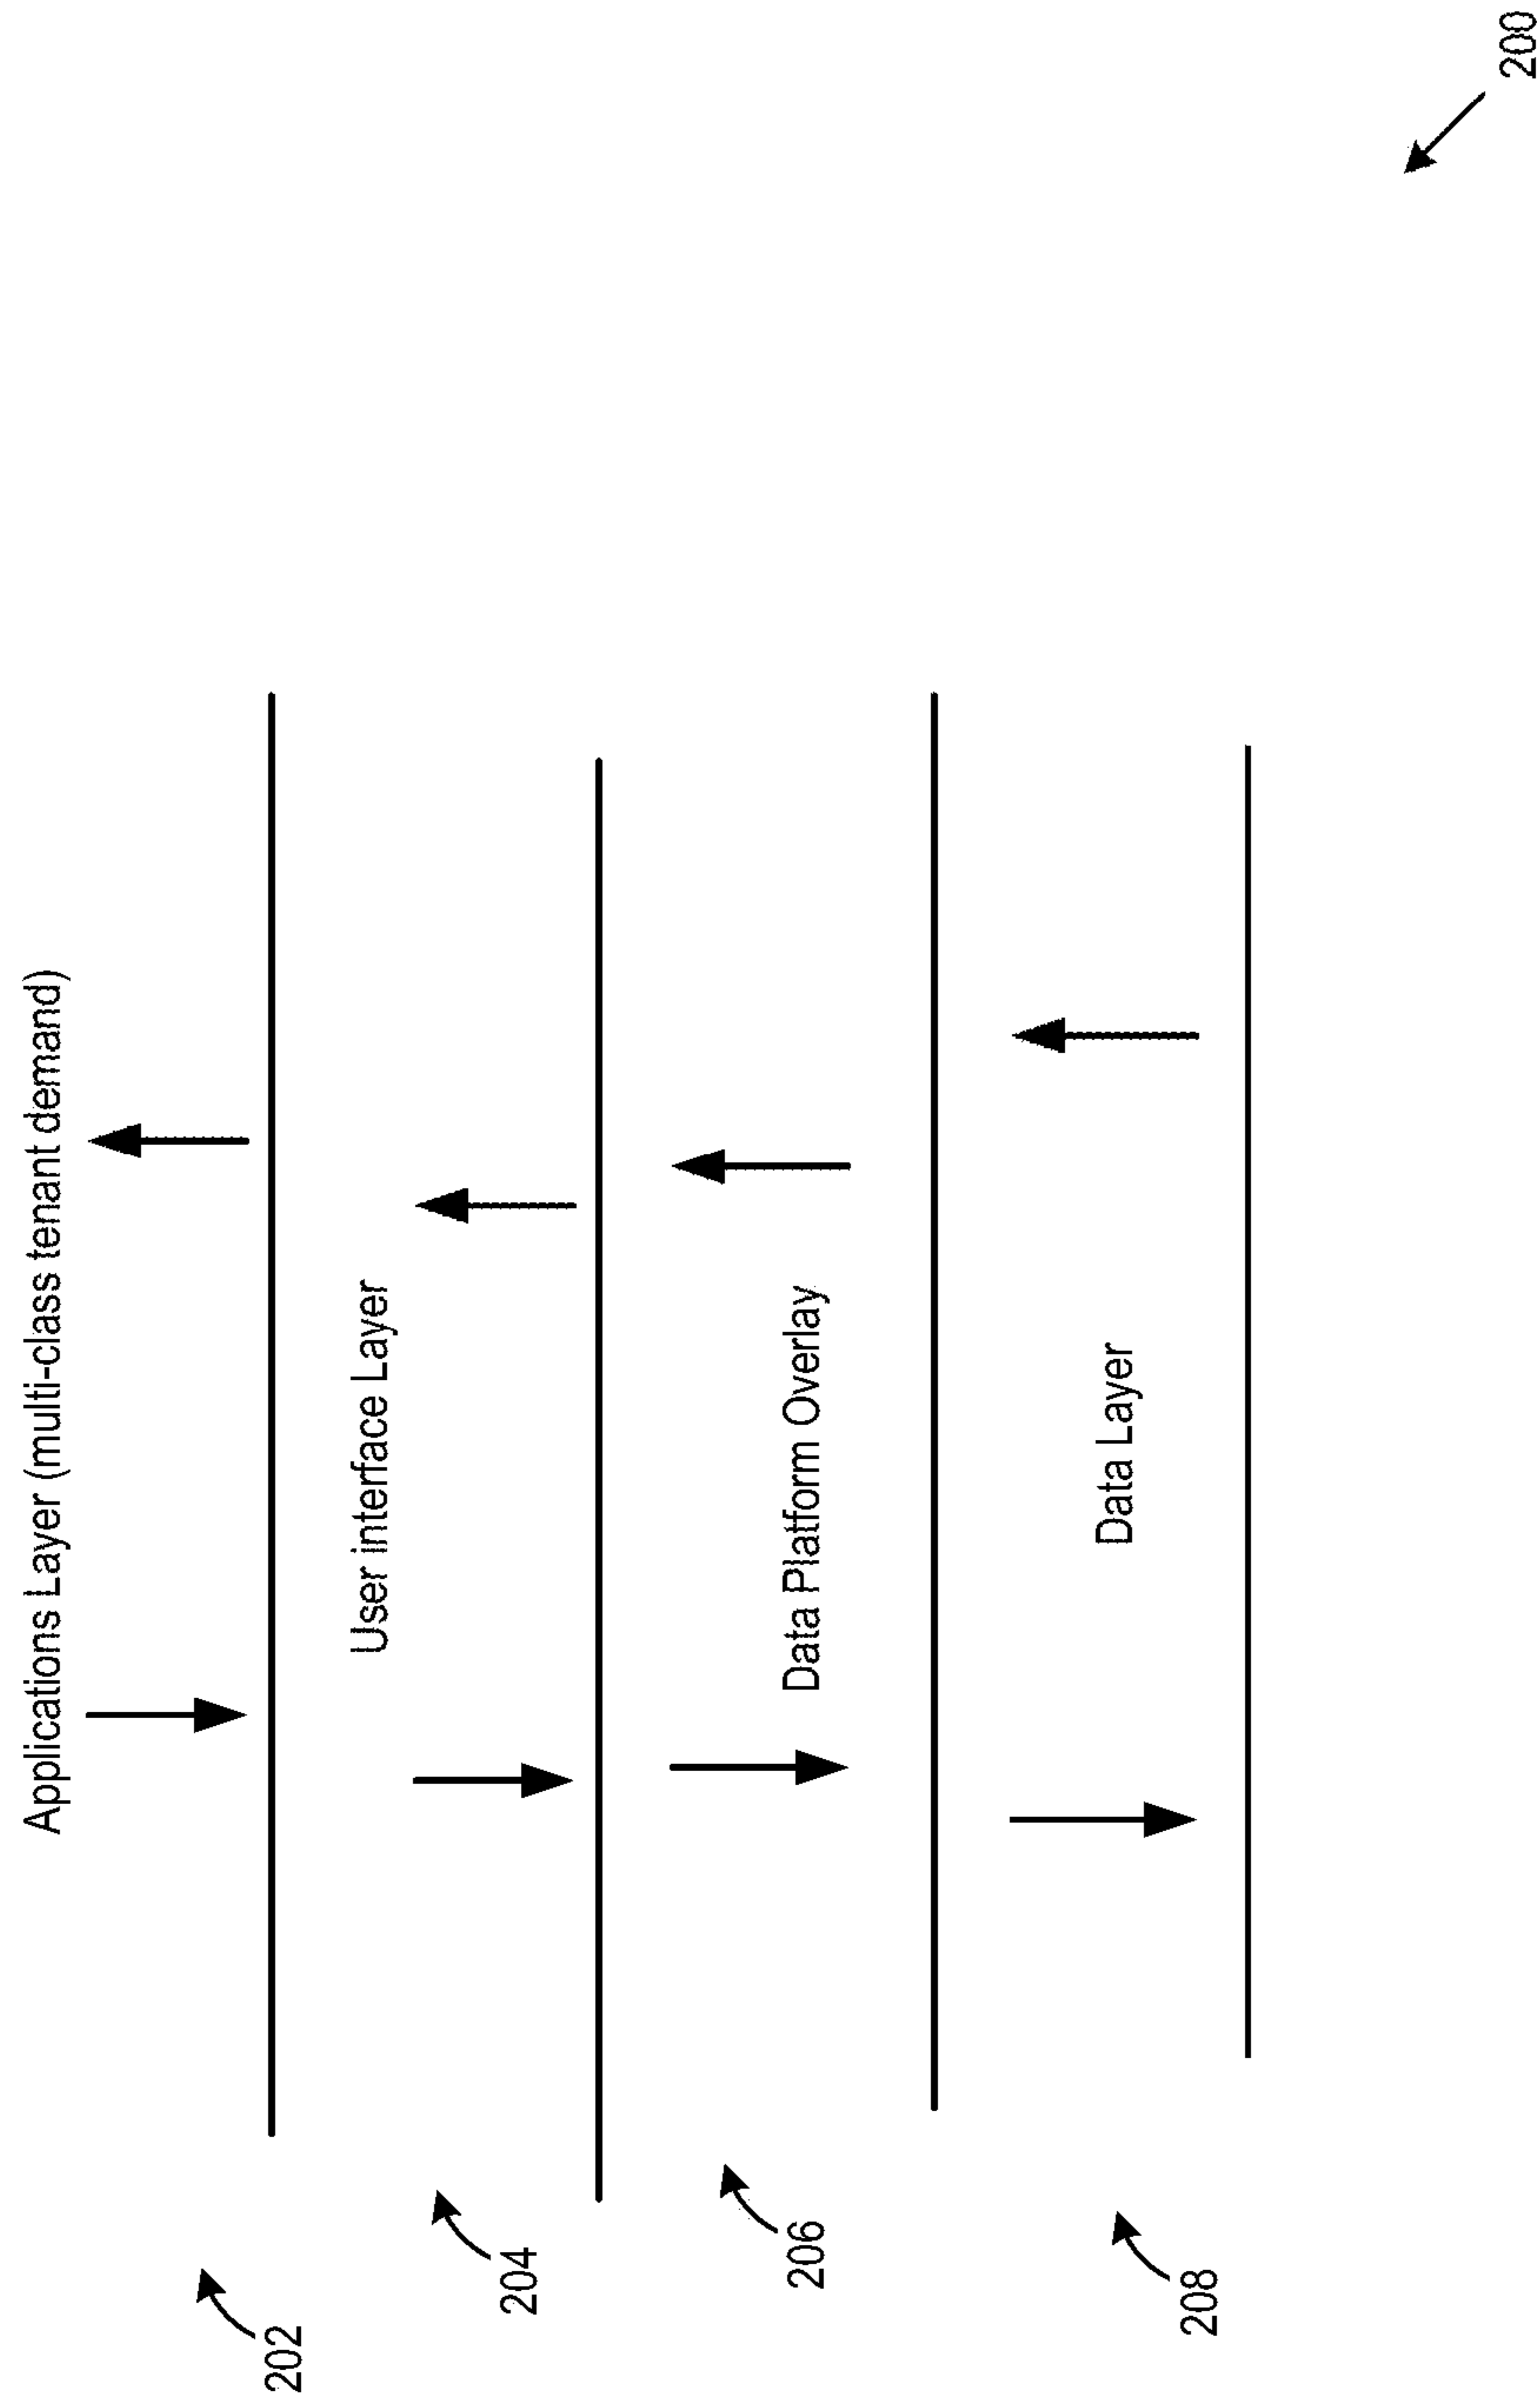 Applications Layer (multi-class tenant demand)
202
User interface Layer
204
Data Platform Overlay
206
Data Layer
208
200